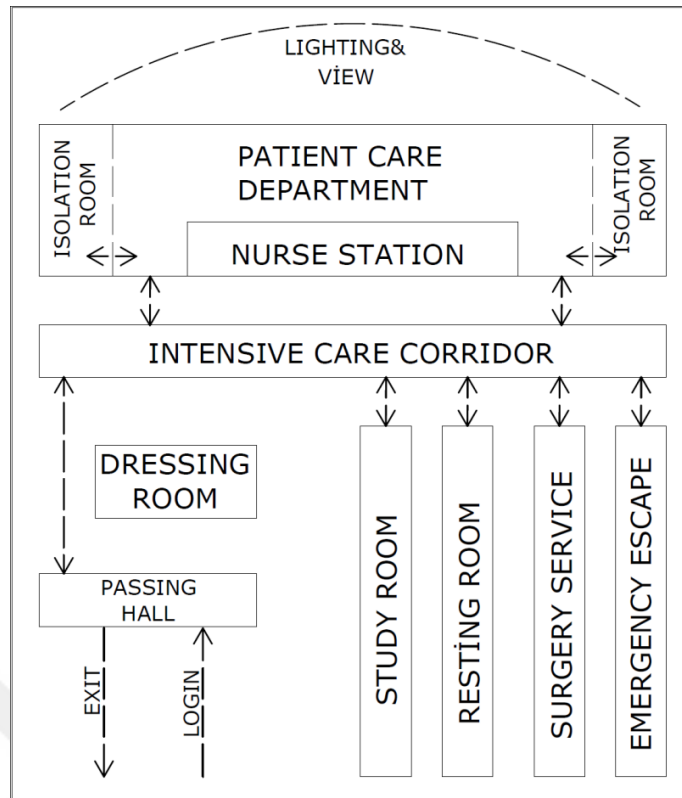 LIGHTING&
VİEW
ISOLATION
ROOM
PATIENT CARE
DEPARTMENT
ISOLATION
ROOM
NURSE STATION
INTENSIVE CARE CORRIDOR
DRESSING
ROOM
PASSING
HALL
EXIT
LOGIN
STUDY ROOM
RESTİNG ROOM
SURGERY SERVICE
EMERGENCY ESCAPE